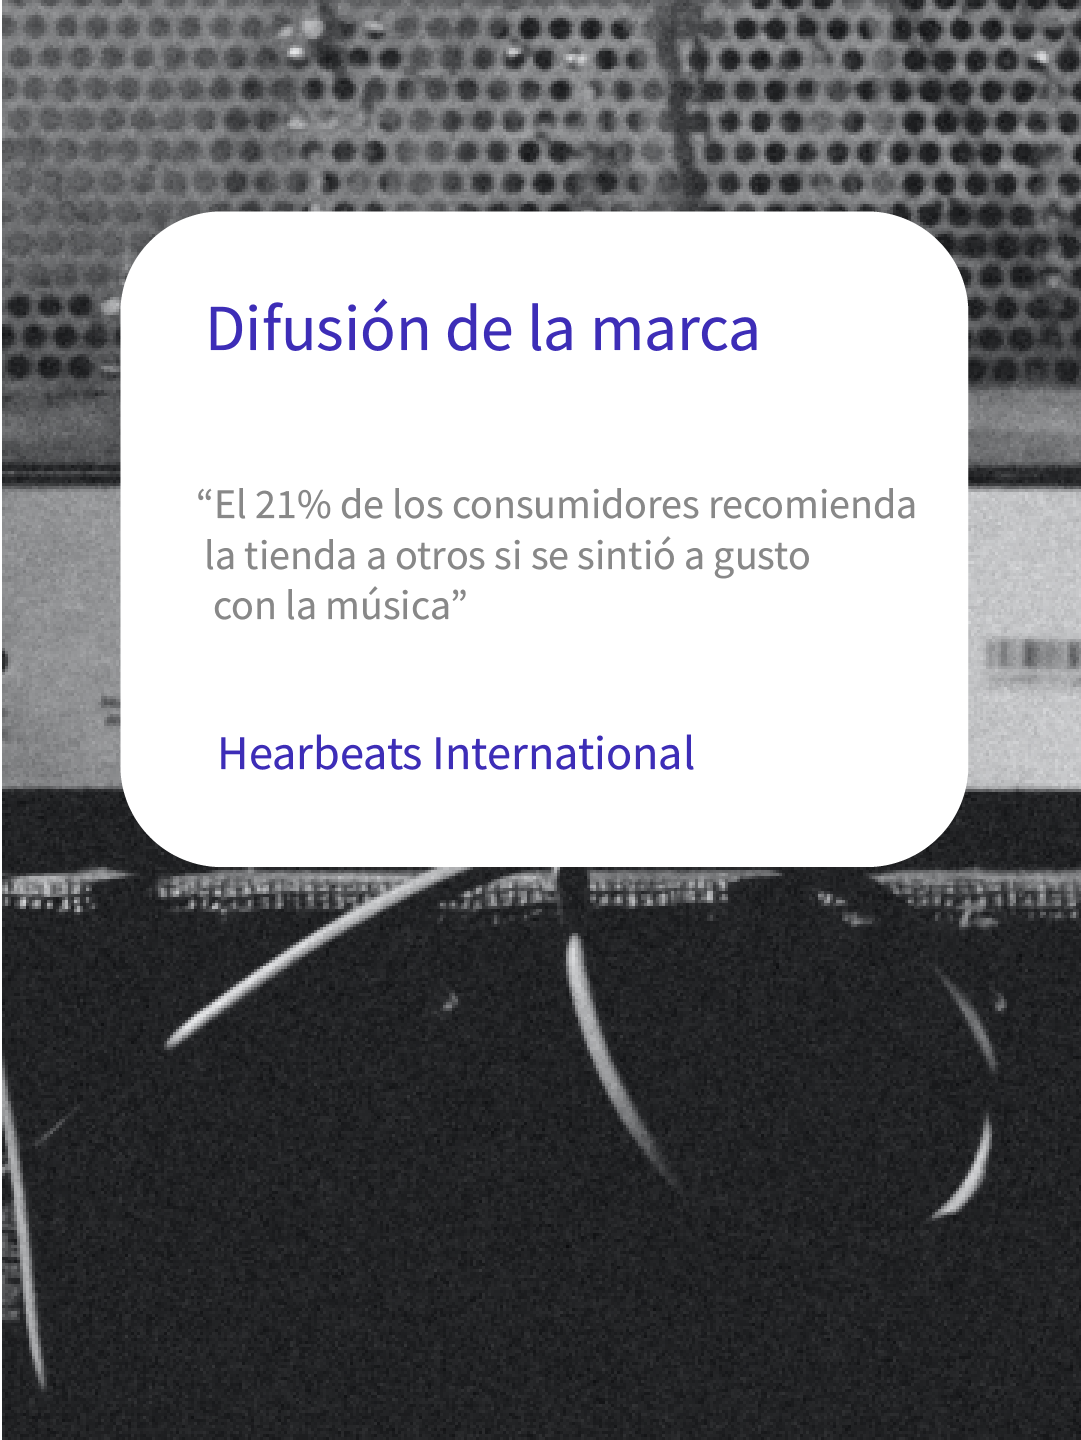 Difusión de la marca
“El 21% de los consumidores recomienda
la tienda a otros si se sintió a gusto
con la música”
Hearbeats International